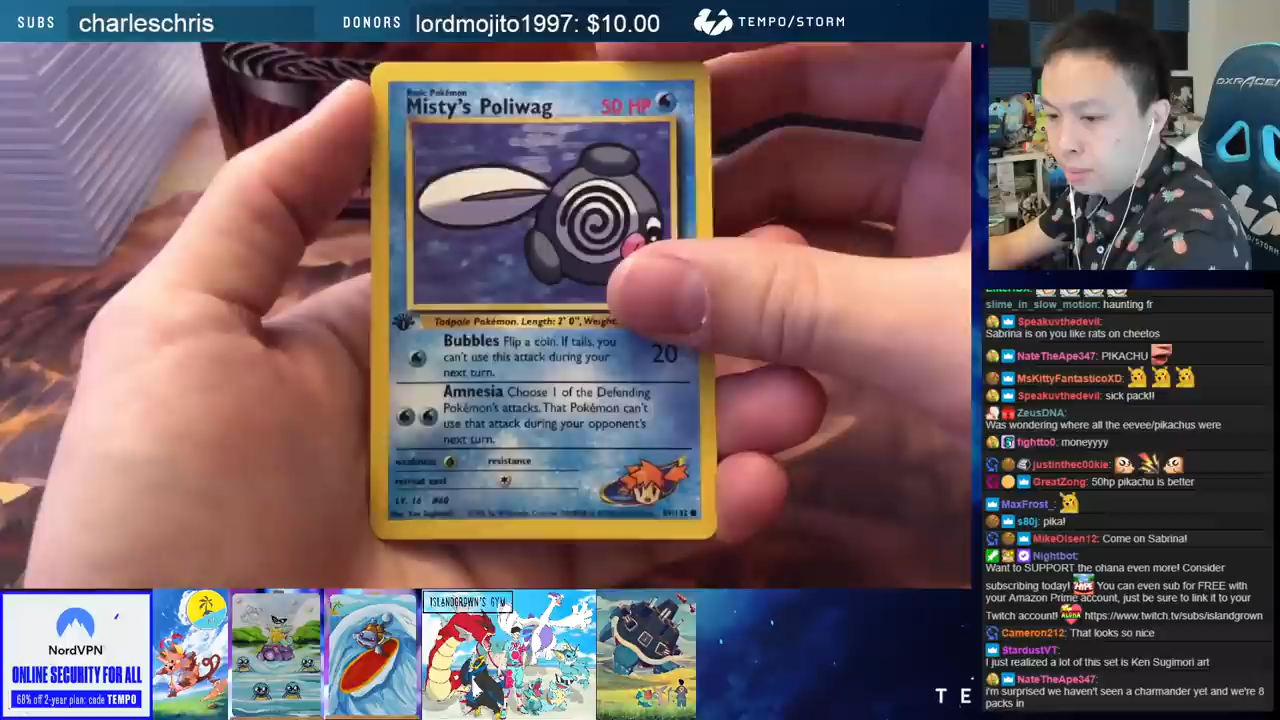 SUBS charleschris DONORS lordmojito1997: $10.00 TEMPO/STORM
Basic Pokémon
Misty's Poliwag 50 HP
Tadpole Pokémon. Length: 2' 0", Weight:
Bubbles Flip a coin. If tails, you
can't use this attack during your
next turn.
20
Amnesia Choose 1 of the Defending
Pokémon's attacks. That Pokémon can't
use that attack during your opponent's
next turn.
weakness resistance
retreat cost
LV. 16 #60
DXRACER
slime_in_slow_motion: haunting fr
Speakuvthedevil:
Sabrina is on you like rats on cheetos
NateTheApe347: PIKACHU
MsKittyFantasticoXD:
Speakuvthedevil: sick pack!!
ZeusDNA:
Was wondering where all the eevee/pikachus were
fightto0: moneyyyy
justinthec00kie:
GreatZong: 50hp pikachu is better
MaxFrost_:
s80j: pika!
MikeOlsen12: Come on Sabrina!
Nightbot:
Want to SUPPORT the ohana even more! Consider
subscribing today! You can even sub for FREE with
your Amazon Prime account, just be sure to link it to your
Twitch account! https://www.twitch.tv/subs/islandgrown
Cameron212: That looks so nice
StardustVT:
I just realized a lot of this set is Ken Sugimori art
NateTheApe347:
i'm surprised we haven't seen a charmander yet and we're 8
packs in
NordVPN
ONLINE SECURITY FOR ALL
68% off 2-year plan: code TEMPO
ISLANDGROWN'S GYM
T E